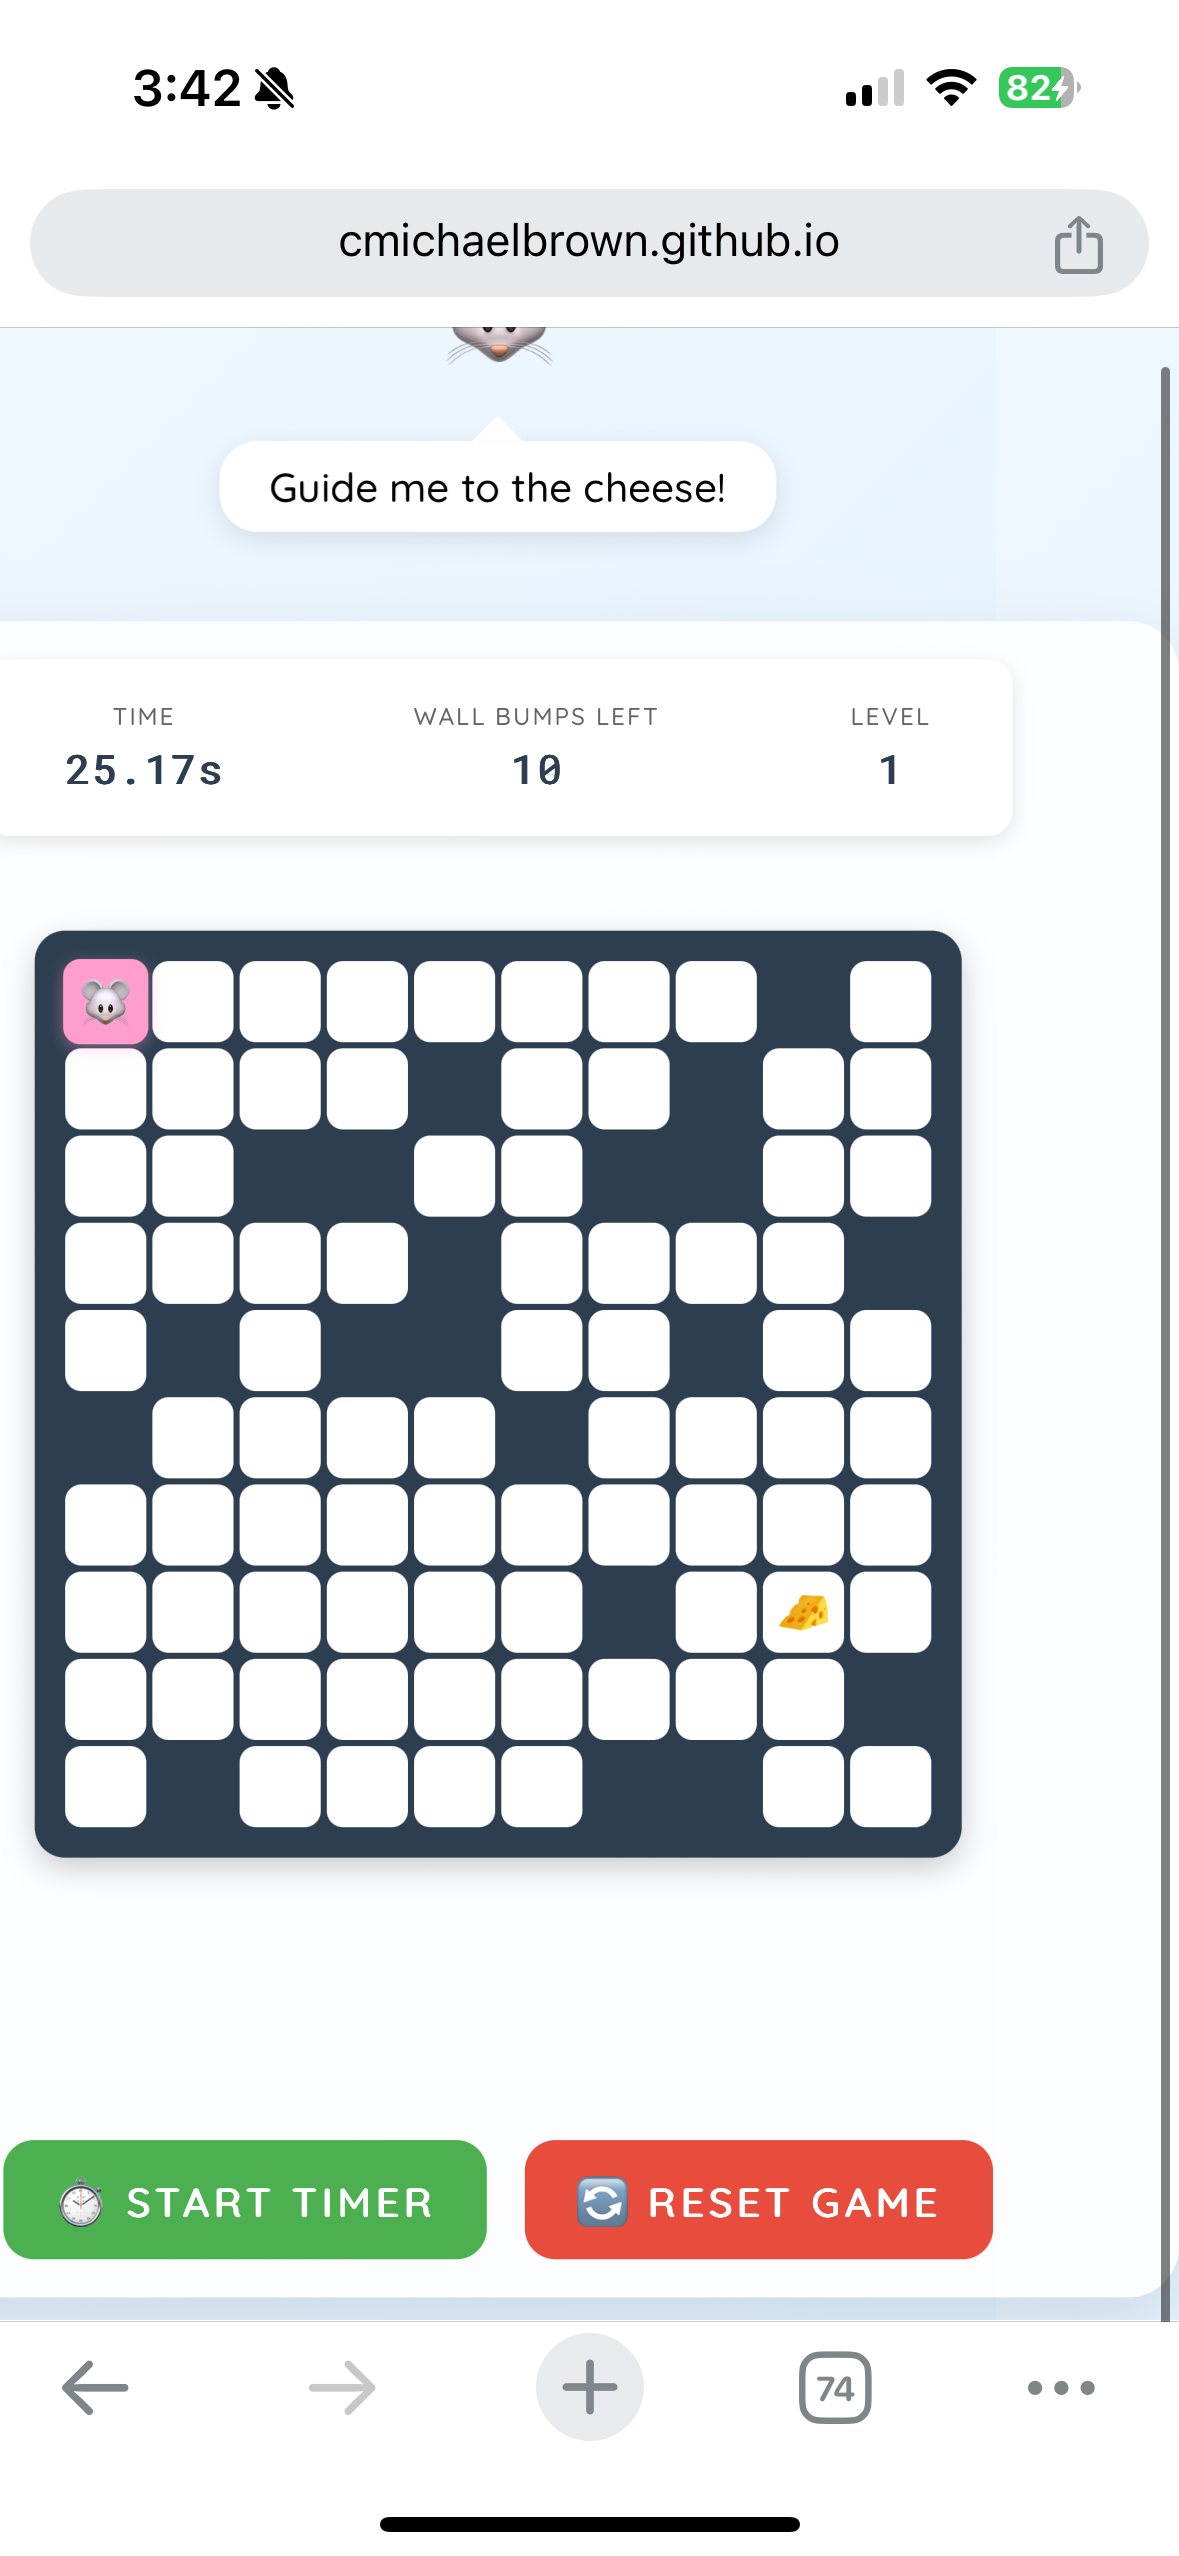 3:42
82
cmichaelbrown.github.io
Guide me to the cheese!
TIME
WALL BUMPS LEFT
LEVEL
25.17s
10
1
START TIMER
RESET GAME
74